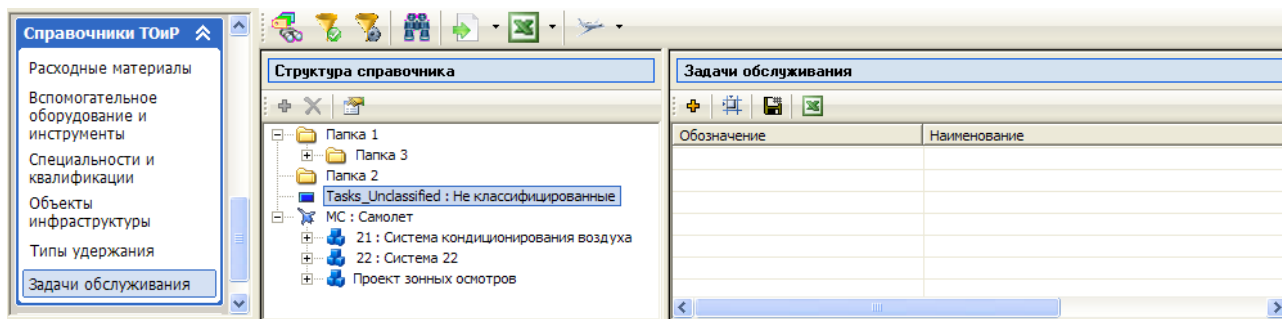 Справочники ТОиР
Расходные материалы
Вспомогательное
оборудование и
инструменты
Специальности и
квалификации
Объекты
инфраструктуры
Типы удержания
Задачи обслуживания
Структура справочника
Папка 1
Папка 3
Папка 2
Tasks_Unclassified : Не классифицированные
МС : Самолет
21 : Система кондиционирования воздуха
22 : Система 22
Проект зонных осмотров
Задачи обслуживания
Обозначение Наименование